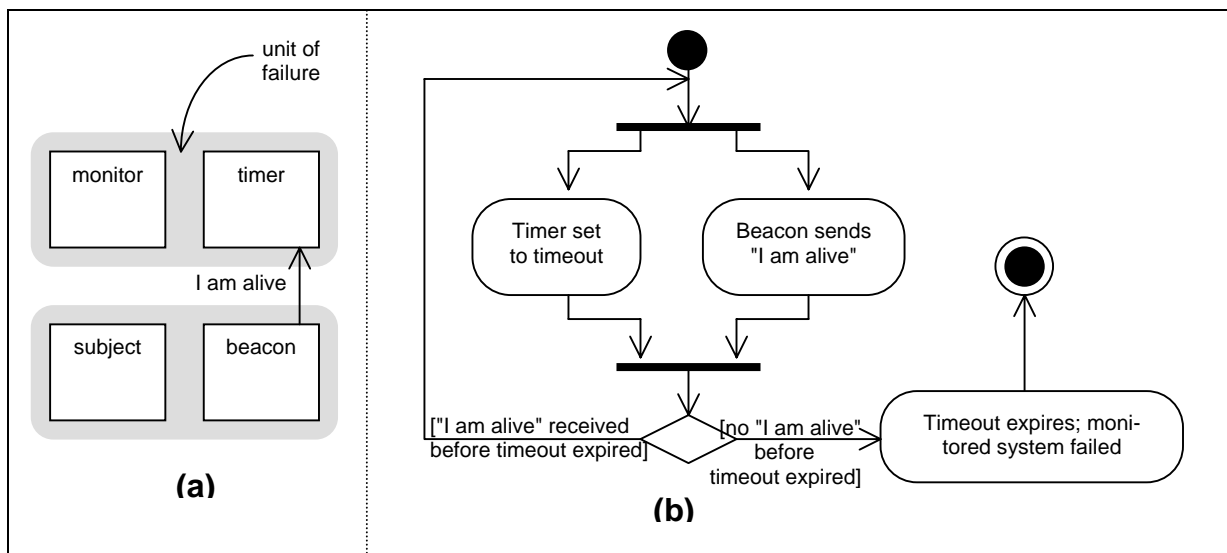 unit of
failure
monitor
timer
I am alive
subject
beacon
(a)
Timer set
to timeout
Beacon sends
"I am alive"
["I am alive" received
before timeout expired]
[no "I am alive"
before
timeout expired]
Timeout expires; moni-
tored system failed
(b)